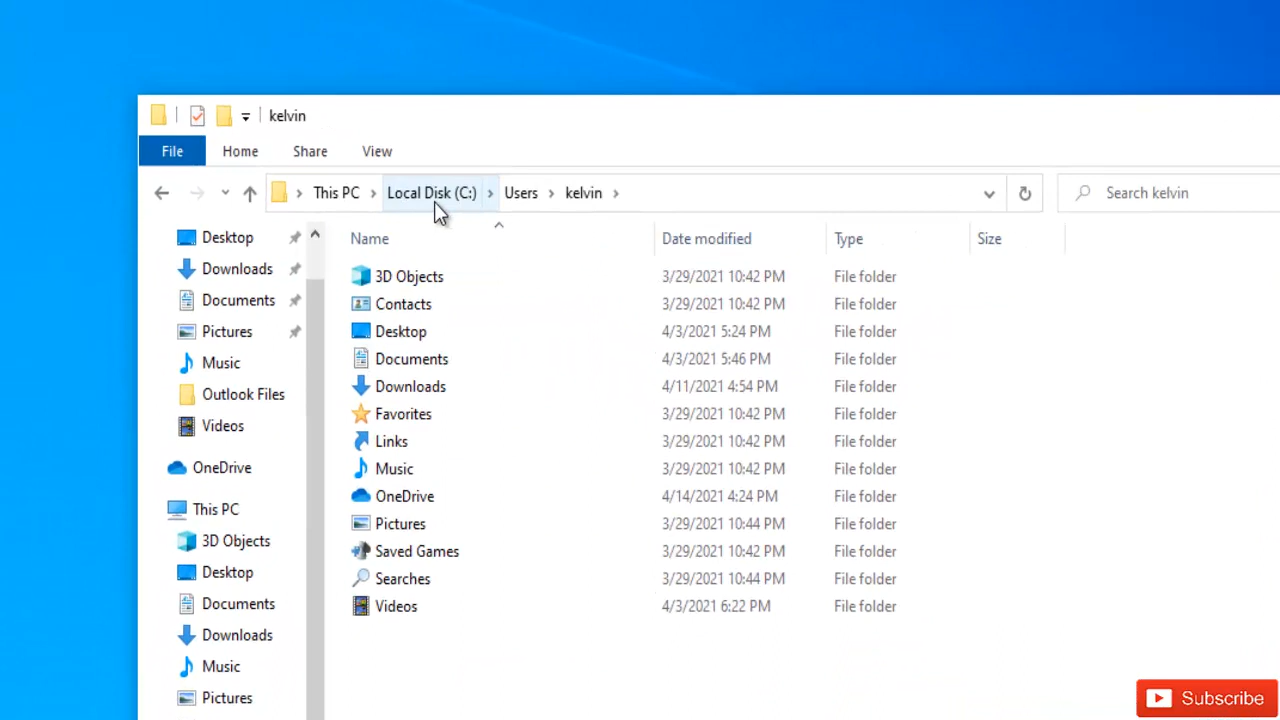 kelvin
File Home Share View
This PC Local Disk (C:) Users kelvin Search kelvin
Desktop
Downloads
Documents
Pictures
Music
Outlook Files
Videos
OneDrive
This PC
3D Objects
Desktop
Documents
Downloads
Music
Pictures
Name Date modified Type Size
3D Objects 3/29/2021 10:42 PM File folder
Contacts 3/29/2021 10:42 PM File folder
Desktop 4/3/2021 5:24 PM File folder
Documents 4/3/2021 5:46 PM File folder
Downloads 4/11/2021 4:54 PM File folder
Favorites 3/29/2021 10:42 PM File folder
Links 3/29/2021 10:42 PM File folder
Music 3/29/2021 10:42 PM File folder
OneDrive 4/14/2021 4:24 PM File folder
Pictures 3/29/2021 10:44 PM File folder
Saved Games 3/29/2021 10:42 PM File folder
Searches 3/29/2021 10:44 PM File folder
Videos 4/3/2021 6:22 PM File folder
Subscribe